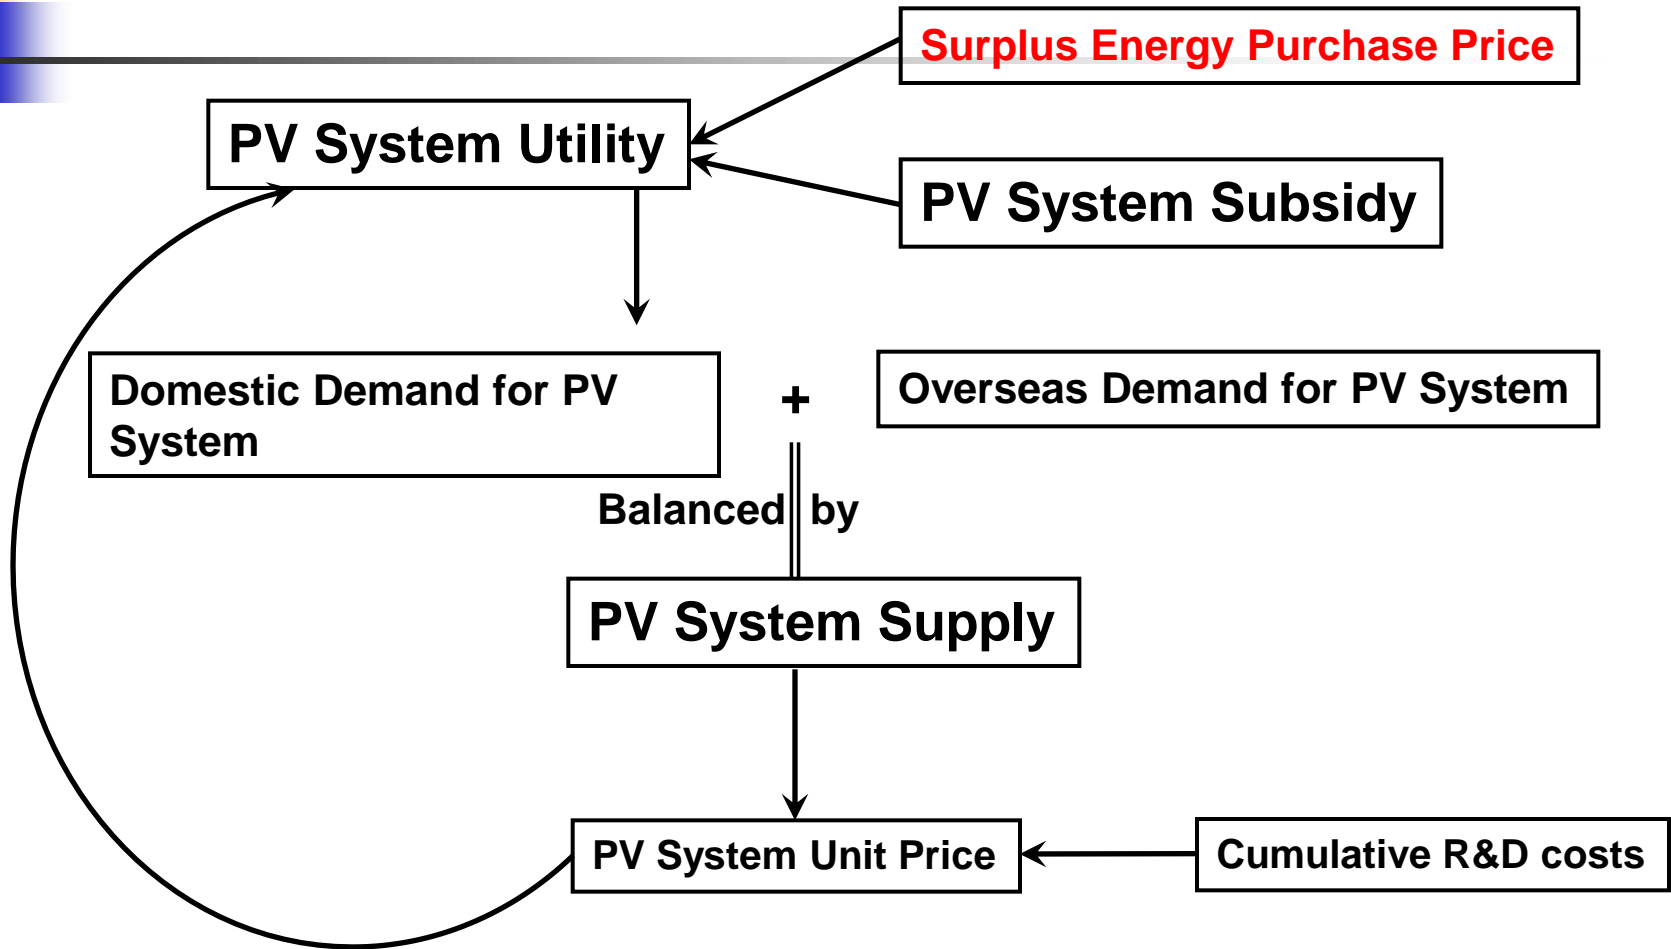 Surplus Energy Purchase Price
PV System Utility
PV System Subsidy
Domestic Demand for PV
System
+
Overseas Demand for PV System
Balanced by
PV System Supply
PV System Unit Price
Cumulative R&D costs